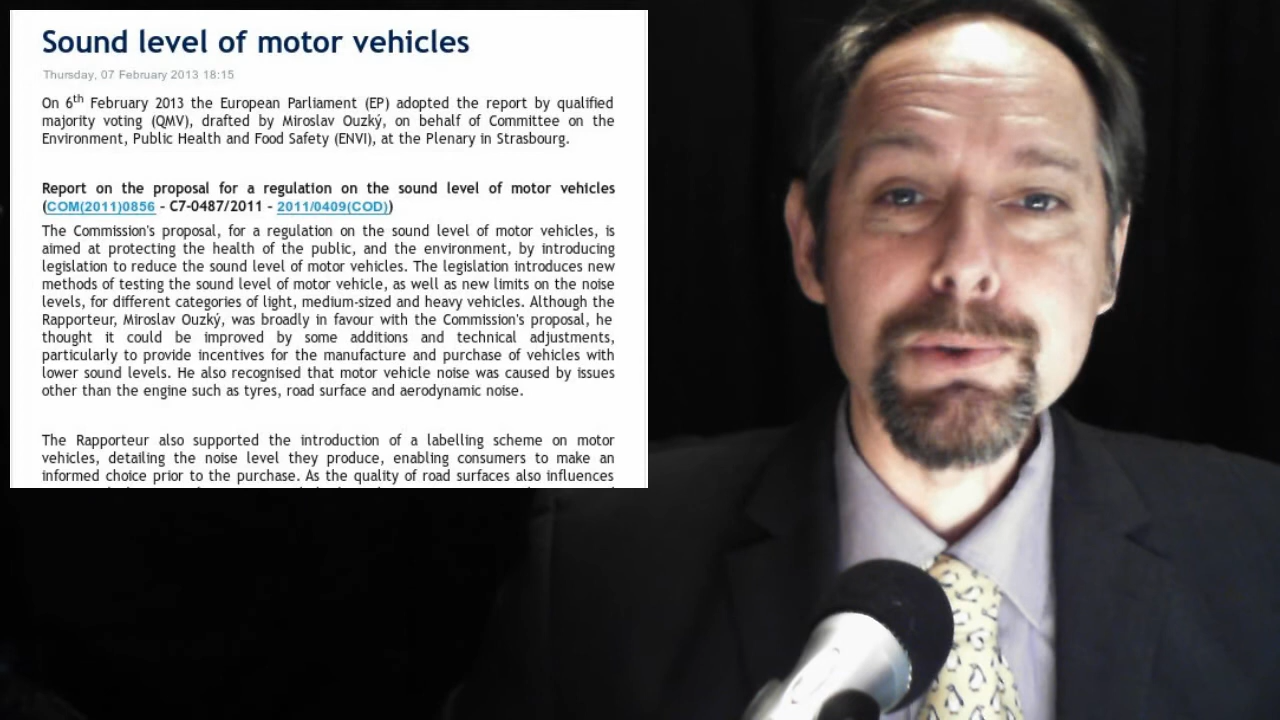 Sound level of motor vehicles
Thursday, 07 February 2013 18:15
On 6th February 2013 the European Parliament (EP) adopted the report by qualified
majority voting (QMV), drafted by Miroslav Ouzký, on behalf of Committee on the
Environment, Public Health and Food Safety (ENVI), at the Plenary in Strasbourg.
Report on the proposal for a regulation on the sound level of motor vehicles
(COM(2011)0856 - C7-0487/2011 - 2011/0409(COD))
The Commission's proposal, for a regulation on the sound level of motor vehicles, is
aimed at protecting the health of the public, and the environment, by introducing
legislation to reduce the sound level of motor vehicles. The legislation introduces new
methods of testing the sound level of motor vehicle, as well as new limits on the noise
levels, for different categories of light, medium-sized and heavy vehicles. Although the
Rapporteur, Miroslav Ouzký, was broadly in favour with the Commission's proposal, he
thought it could be improved by some additions and technical adjustments,
particularly to provide incentives for the manufacture and purchase of vehicles with
lower sound levels. He also recognised that motor vehicle noise was caused by issues
other than the engine such as tyres, road surface and aerodynamic noise.
The Rapporteur also supported the introduction of a labelling scheme on motor
vehicles, detailing the noise level they produce, enabling consumers to make an
informed choice prior to the purchase. As the quality of road surfaces also influences